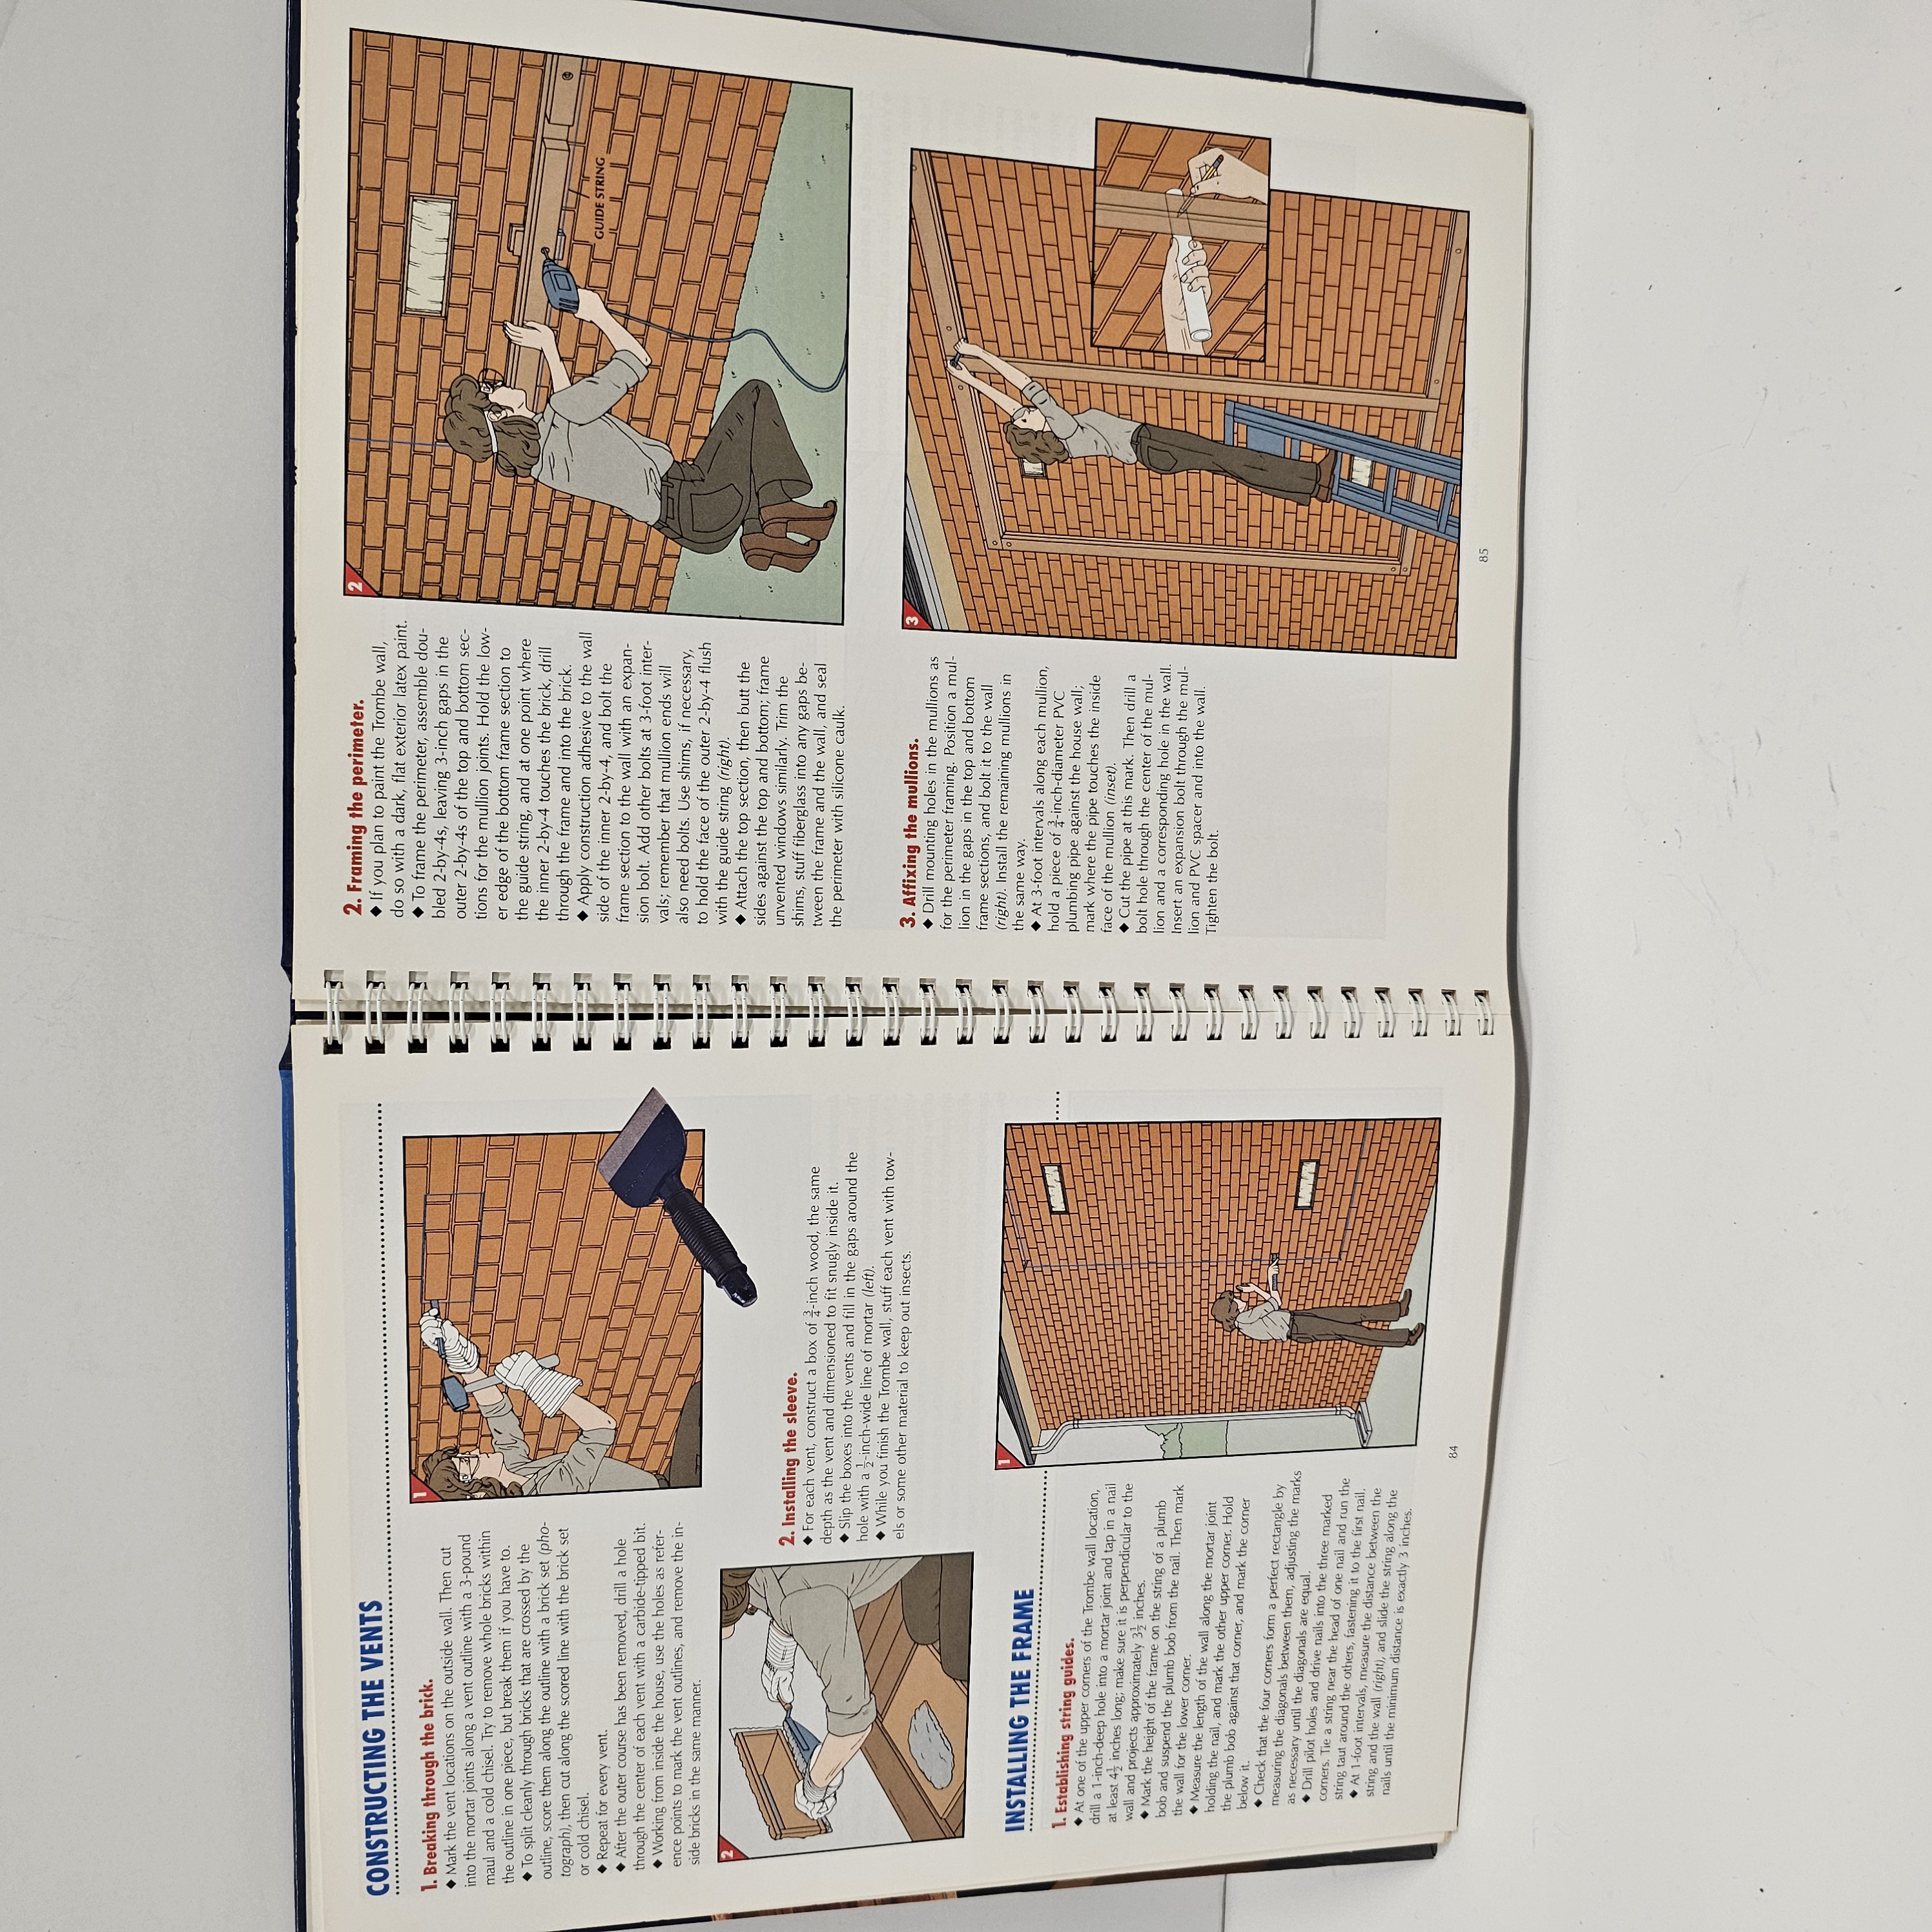 CONSTRUCTING THE VENTS
1. Breaking through the brick.
◆ Mark the vent locations on the outside wall. Then cut
into the mortar joints along a vent outline with a 3-pound
maul and a cold chisel. Try to remove whole bricks within
the outline in one piece, but break them if you have to.
◆ To split cleanly through bricks that are crossed by the
outline, score them along the outline with a brick set (pho-
tograph), then cut along the scored line with the brick set
or cold chisel.
◆ Repeat for every vent.
◆ After the outer course has been removed, drill a hole
through the center of each vent with a carbide-tipped bit.
◆ Working from inside the house, use the holes as refer-
ence points to mark the vent outlines, and remove the in-
side bricks in the same manner.
1
2
2. Installing the sleeve.
◆ For each vent, construct a box of 3/4-inch wood, the same
depth as the vent and dimensioned to fit snugly inside it.
◆ Slip the boxes into the vents and fill in the gaps around the
hole with a 1/2-inch-wide line of mortar (left).
◆ While you finish the Trombe wall, stuff each vent with tow-
els or some other material to keep out insects.
INSTALLING THE FRAME
1. Establishing string guides.
◆ At one of the upper corners of the Trombe wall location,
drill a 1-inch-deep hole into a mortar joint and tap in a nail
at least 4 1/2 inches long; make sure it is perpendicular to the
wall and projects approximately 3 1/2 inches.
◆ Mark the height of the frame on the string of a plumb
bob and suspend the plumb bob from the nail. Then mark
the wall for the lower corner.
◆ Measure the length of the wall along the mortar joint
holding the nail, and mark the other upper corner. Hold
the plumb bob against that corner, and mark the corner
below it.
◆ Check that the four corners form a perfect rectangle by
measuring the diagonals between them, adjusting the marks
as necessary until the diagonals are equal.
◆ Drill pilot holes and drive nails into the three marked
corners. Tie a string near the head of one nail and run the
string taut around the others, fastening it to the first nail.
◆ At 1-foot intervals, measure the distance between the
string and the wall (right), and slide the string along the
nails until the minimum distance is exactly 3 inches.
1
84
2. Framing the perimeter.
◆ If you plan to paint the Trombe wall,
do so with a dark, flat exterior latex paint.
◆ To frame the perimeter, assemble dou-
bled 2-by-4s, leaving 3-inch gaps in the
outer 2-by-4s of the top and bottom sec-
tions for the mullion joints. Hold the low-
er edge of the bottom frame section to
the guide string, and at one point where
the inner 2-by-4 touches the brick, drill
through the frame and into the brick.
◆ Apply construction adhesive to the wall
side of the inner 2-by-4, and bolt the
frame section to the wall with an expan-
sion bolt. Add other bolts at 3-foot inter-
vals; remember that mullion ends will
also need bolts. Use shims, if necessary,
to hold the face of the outer 2-by-4 flush
with the guide string (right).
◆ Attach the top section, then butt the
sides against the top and bottom; frame
unvented windows similarly. Trim the
shims, stuff fiberglass into any gaps be-
tween the frame and the wall, and seal
the perimeter with silicone caulk.
2
GUIDE STRING
3. Affixing the mullions.
◆ Drill mounting holes in the mullions as
for the perimeter framing. Position a mul-
lion in the gaps in the top and bottom
frame sections, and bolt it to the wall
(right). Install the remaining mullions in
the same way.
◆ At 3-foot intervals along each mullion,
hold a piece of 3/4-inch-diameter PVC
plumbing pipe against the house wall;
mark where the pipe touches the inside
face of the mullion (inset).
◆ Cut the pipe at this mark. Then drill a
bolt hole through the center of the mul-
lion and a corresponding hole in the wall.
Insert an expansion bolt through the mul-
lion and PVC spacer and into the wall.
Tighten the bolt.
3
85